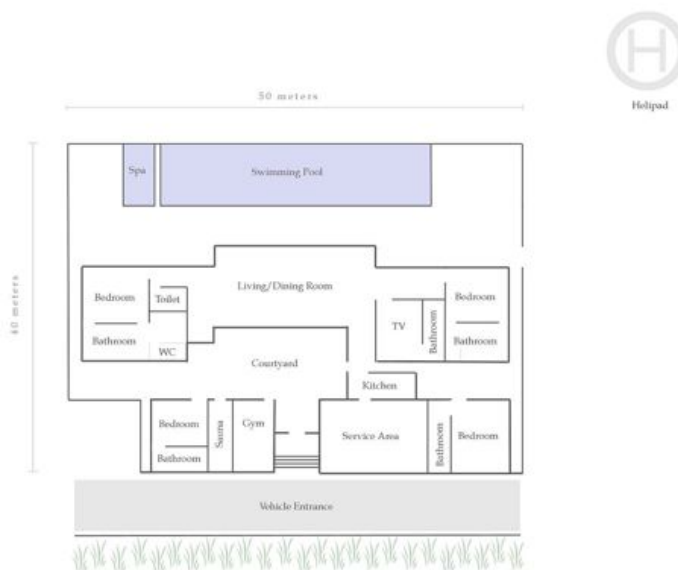 H
Helipad
50 meters
40 meters
Spa
Swimming Pool
Living/Dining Room
Bedroom
Toilet
Bathroom
WC
TV
Bathroom
Bedroom
Bathroom
Courtyard
Kitchen
Bedroom
Bathroom
Sauna
Gym
Service Area
Bathroom
Bedroom
Vehicle Entrance